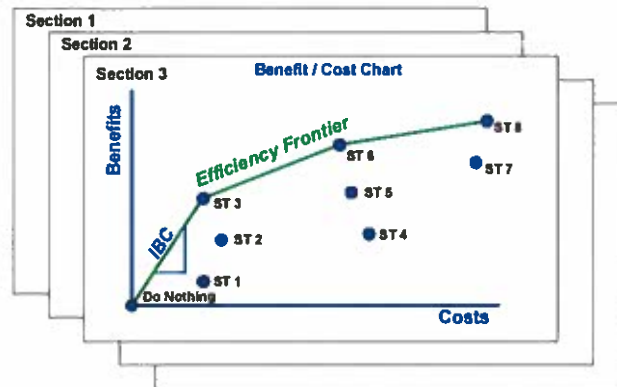 Section 1
Section 2
Section 3
Benefit / Cost Chart
Benefits
Efficiency Frontier
ST 8
ST 6
ST 7
ST 3
ST 5
IBC
ST 2
ST 4
ST 1
Do Nothing
Costs